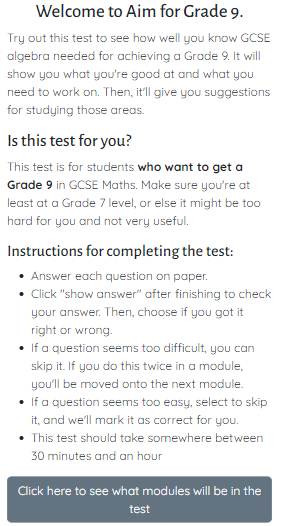 Welcome to Aim for Grade 9.
Try out this test to see how well you know GCSE
algebra needed for achieving a Grade 9. It will
show you what you're good at and what you
need to work on. Then, it'll give you suggestions
for studying those areas.
Is this test for you?
This test is for students who want to get a
Grade 9 in GCSE Maths. Make sure you're at
least at a Grade 7 level, or else it might be too
hard for you and not very useful.
Instructions for completing the test:
• Answer each question on paper.
• Click "show answer" after finishing to check
your answer. Then, choose if you got it
right or wrong.
• If a question seems too difficult, you can
skip it. If you do this twice in a module,
you'll be moved onto the next module.
• If a question seems too easy, select to skip
it, and we'll mark it as correct for you.
• This test should take somewhere between
30 minutes and an hour
Click here to see what modules will be in the
test